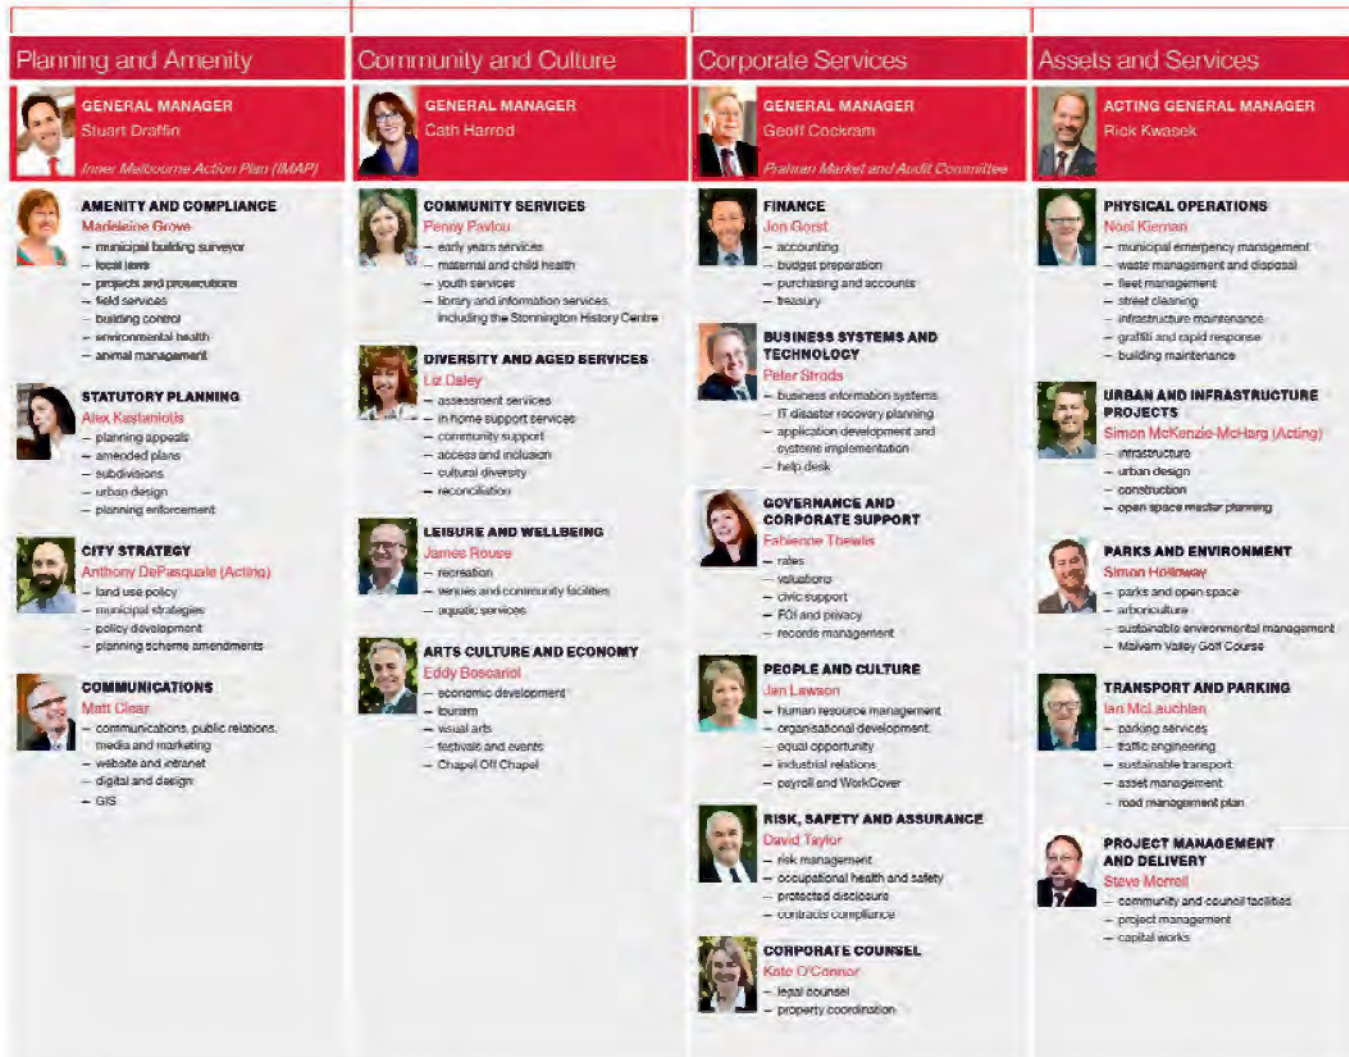 Planning and Amenity
GENERAL MANAGER
Stuart Draffin
Inner Melbourne Action Plan (IMAP)
AMENITY AND COMPLIANCE
Madeleine Grove
– municipal building surveyor
– local laws
– projects and prosecutions
– field services
– building control
– environmental health
– animal management
STATUTORY PLANNING
Alex Kastaniotis
– planning appeals
– amended plans
– subdivisions
– urban design
– planning enforcement
CITY STRATEGY
Anthony DePasquale (Acting)
– land use policy
– municipal strategies
– policy development
– planning scheme amendments
COMMUNICATIONS
Matt Clear
– communications, public relations,
media and marketing
– website and intranet
– digital and design
– GIS
Community and Culture
GENERAL MANAGER
Cath Harrod
COMMUNITY SERVICES
Penny Pavlou
– early years services
– maternal and child health
– youth services
– library and information services,
including the Stonnington History Centre
DIVERSITY AND AGED SERVICES
Liz Daley
– assessment services
– in home support services
– community support
– access and inclusion
– cultural diversity
– reconciliation
LEISURE AND WELLBEING
James Rouse
– recreation
– venues and community facilities
– aquatic services
ARTS CULTURE AND ECONOMY
Eddy Boscariol
– economic development
– tourism
– visual arts
– festivals and events
– Chapel Off Chapel
Corporate Services
GENERAL MANAGER
Geoff Cockram
Prahran Market and Audit Committee
FINANCE
Jon Gorst
– accounting
– budget preparation
– purchasing and accounts
– treasury
BUSINESS SYSTEMS AND
TECHNOLOGY
Peter Strods
– business information systems
– IT disaster recovery planning
– application development and
systems implementation
– help desk
GOVERNANCE AND
CORPORATE SUPPORT
Fabienne Thewlis
– rates
– valuations
– civic support
– FOI and privacy
– records management
PEOPLE AND CULTURE
Jan Lawson
– human resource management
– organisational development
– equal opportunity
– industrial relations
– payroll and WorkCover
RISK, SAFETY AND ASSURANCE
David Taylor
– risk management
– occupational health and safety
– protected disclosure
– contracts compliance
CORPORATE COUNSEL
Kate O'Connor
– legal counsel
– property coordination
Assets and Services
ACTING GENERAL MANAGER
Rick Kwasek
PHYSICAL OPERATIONS
Noel Kiernan
– municipal emergency management
– waste management and disposal
– fleet management
– street cleaning
– infrastructure maintenance
– graffiti and rapid response
– building maintenance
URBAN AND INFRASTRUCTURE
PROJECTS
Simon McKenzie-McHarg (Acting)
– infrastructure
– urban design
– construction
– open space master planning
PARKS AND ENVIRONMENT
Simon Holloway
– parks and open space
– arboriculture
– sustainable environmental management
– Malvern Valley Golf Course
TRANSPORT AND PARKING
Ian McLauchlan
– parking services
– traffic engineering
– sustainable transport
– asset management
– road management plan
PROJECT MANAGEMENT
AND DELIVERY
Steve Morrell
– community and council facilities
– project management
– capital works